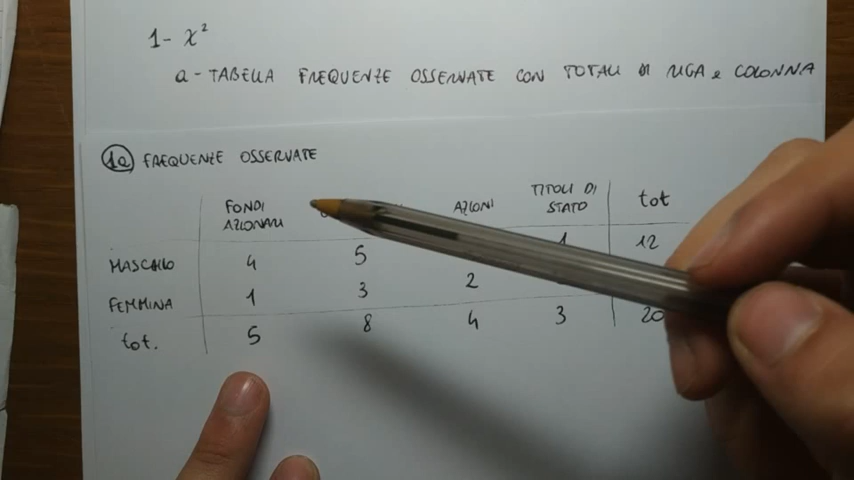 1- χ²
a - TABELLA FREQUENZE OSSERVATE CON TOTALI DI RIGA e COLONNA
1a FREQUENZE OSSERVATE
FONDI AZIONARI AZIONI TITOLI DI STATO tot
MASCHIO 4 5 1 12
FEMMINA 1 3 2
tot. 5 8 4 3 20